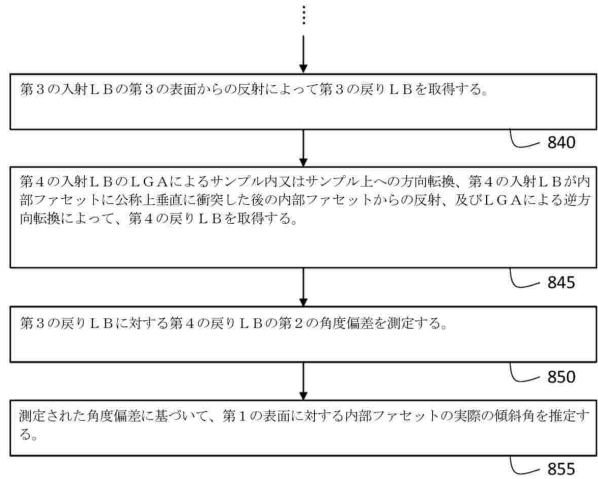 第３の入射ＬＢの第３の表面からの反射によって第３の戻りＬＢを取得する。
840
第４の入射ＬＢのＬＧＡによるサンプル内又はサンプル上への方向転換、第４の入射ＬＢが内
部ファセットに公称上垂直に衝突した後の内部ファセットからの反射、及びＬＧＡによる逆方
向転換によって、第４の戻りＬＢを取得する。
845
第３の戻りＬＢに対する第４の戻りＬＢの第２の角度偏差を測定する。
850
測定された角度偏差に基づいて、第１の表面に対する内部ファセットの実際の傾斜角を推定す
る。
855